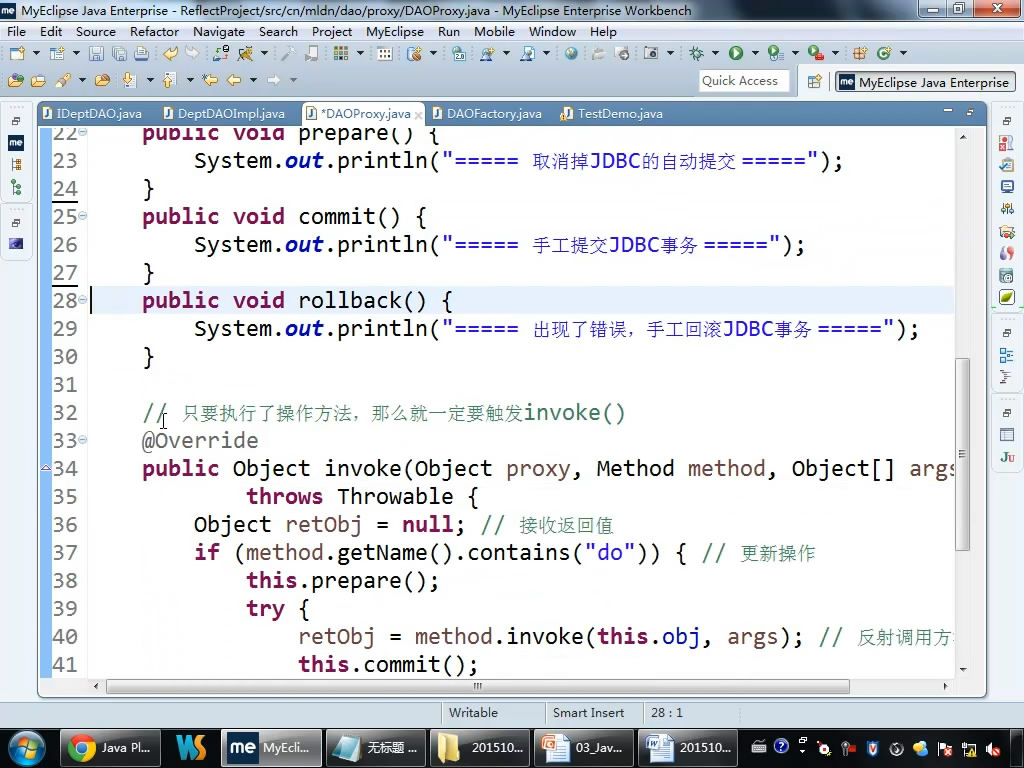 MyEclipse Java Enterprise - ReflectProject/src/cn/mldn/dao/proxy/DAOProxy.java - MyEclipse Enterprise Workbench
File Edit Source Refactor Navigate Search Project MyEclipse Run Mobile Window Help
Quick Access
MyEclipse Java Enterprise
IDeptDAO.java DeptDAOImpl.java *DAOProxy.java DAOFactory.java TestDemo.java
22 public void prepare() {
23 System.out.println("===== 取消掉JDBC的自动提交 =====");
24 }
25 public void commit() {
26 System.out.println("===== 手工提交JDBC事务 =====");
27 }
28 public void rollback() {
29 System.out.println("===== 出现了错误，手工回滚JDBC事务 =====");
30 }
31
32 // 只要执行了操作方法，那么就一定要触发invoke()
33 @Override
34 public Object invoke(Object proxy, Method method, Object[] args
35 throws Throwable {
36 Object retObj = null; // 接收返回值
37 if (method.getName().contains("do")) { // 更新操作
38 this.prepare();
39 try {
40 retObj = method.invoke(this.obj, args); // 反射调用方
41 this.commit();
Writable Smart Insert 28 : 1
Java Pl... MyEcli... 无标题 ... 201510... 03_Jav... 201510...